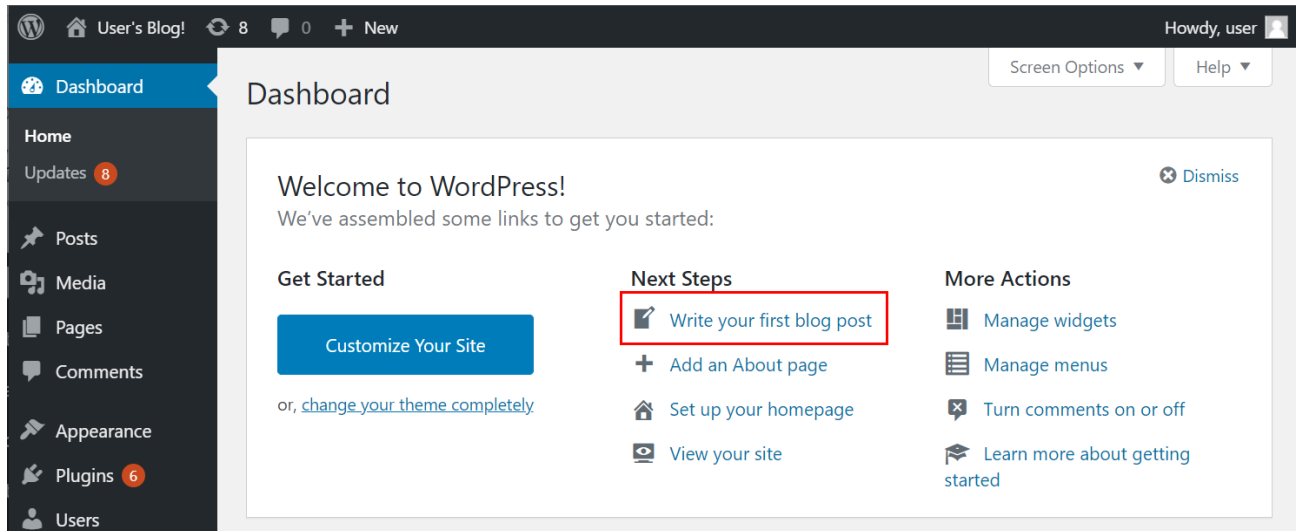 User's Blog! 8 0 New Howdy, user
Screen Options Help
Dashboard
Home
Updates 8
Posts
Media
Pages
Comments
Appearance
Plugins 6
Users
Dashboard
Welcome to WordPress!
We've assembled some links to get you started:
Dismiss
Get Started
Customize Your Site
or, change your theme completely
Next Steps
Write your first blog post
Add an About page
Set up your homepage
View your site
More Actions
Manage widgets
Manage menus
Turn comments on or off
Learn more about getting
started